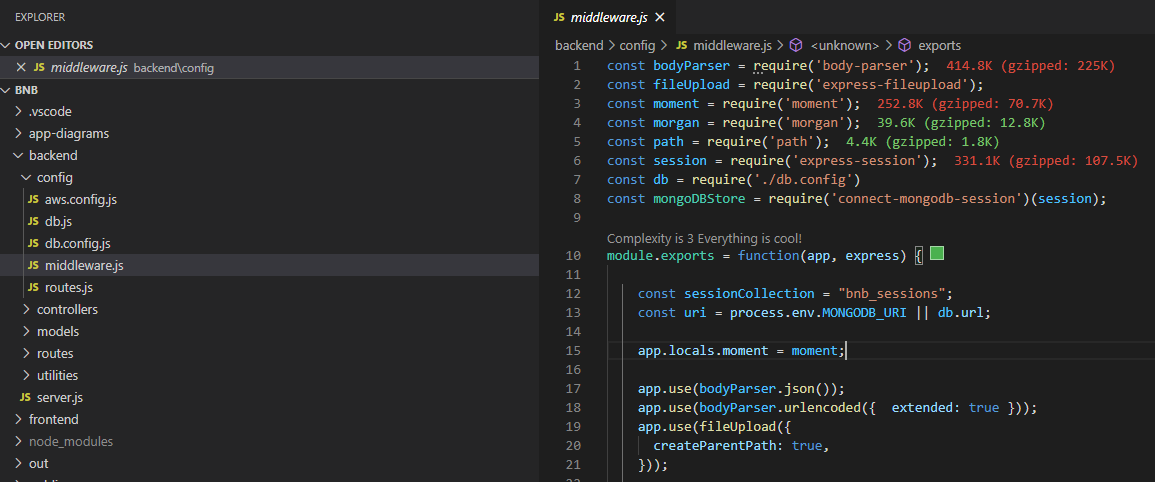 EXPLORER
OPEN EDITORS
JS middleware.js backend\config
BNB
.vscode
app-diagrams
backend
config
JS aws.config.js
JS db.js
JS db.config.js
JS middleware.js
JS routes.js
controllers
models
routes
utilities
JS server.js
frontend
node_modules
out
JS middleware.js
backend > config > JS middleware.js > <unknown> > exports
1 const bodyParser = require('body-parser'); 414.8K (gzipped: 225K)
2 const fileUpload = require('express-fileupload');
3 const moment = require('moment'); 252.8K (gzipped: 70.7K)
4 const morgan = require('morgan'); 39.6K (gzipped: 12.8K)
5 const path = require('path'); 4.4K (gzipped: 1.8K)
6 const session = require('express-session'); 331.1K (gzipped: 107.5K)
7 const db = require('./db.config')
8 const mongoDBStore = require('connect-mongodb-session')(session);
9
Complexity is 3 Everything is cool!
10 module.exports = function(app, express) {
11
12 const sessionCollection = "bnb_sessions";
13 const uri = process.env.MONGODB_URI || db.url;
14
15 app.locals.moment = moment;
16
17 app.use(bodyParser.json());
18 app.use(bodyParser.urlencoded({  extended: true }));
19 app.use(fileUpload({
20 createParentPath: true,
21 }));